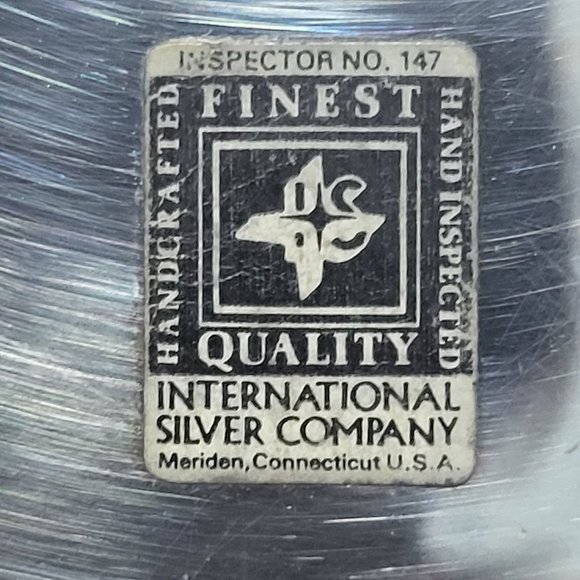 INSPECTOR NO. 147
FINEST
HANDCRAFTED
HAND INSPECTED
QUALITY
INTERNATIONAL
SILVER COMPANY
Meriden, Connecticut U.S.A.